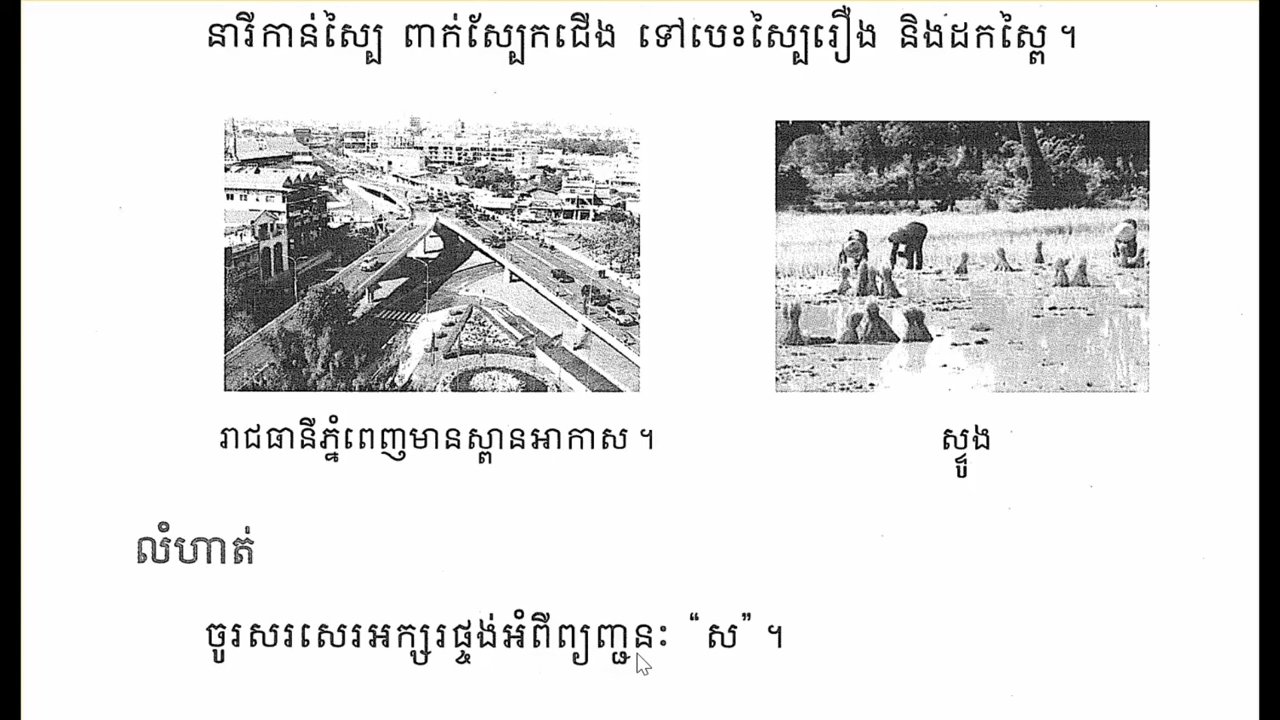 នារីកាន់ស្បៃ ពាក់ស្បែកជើង ទៅបេះស្បៃរឿង និងដកស្ពៃ ។
រាជធានីភ្នំពេញមានស្ពានអាកាស ។
ស្ទូង
លំហាត់
ចូរសរសេរអក្សរផ្ចង់អំពីព្យញ្ជនៈ “ស” ។